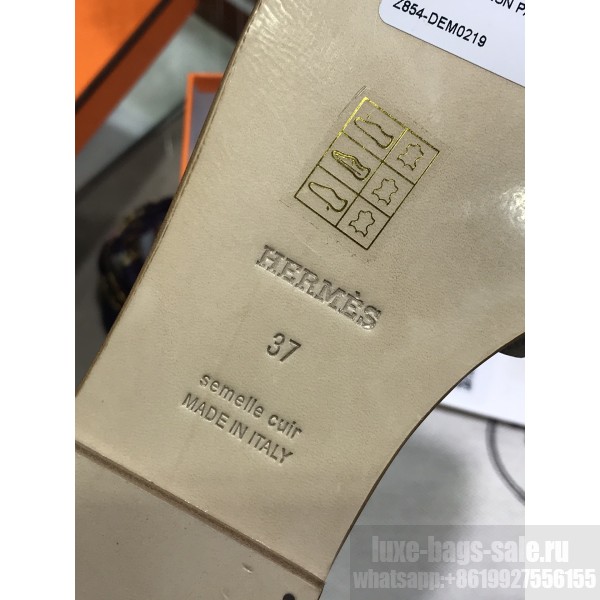 Z854-DEM0219
HERMÈS
37
semelle cuir
MADE IN ITALY
luxe-bags-sale.ru
whatsapp:+8619927556155